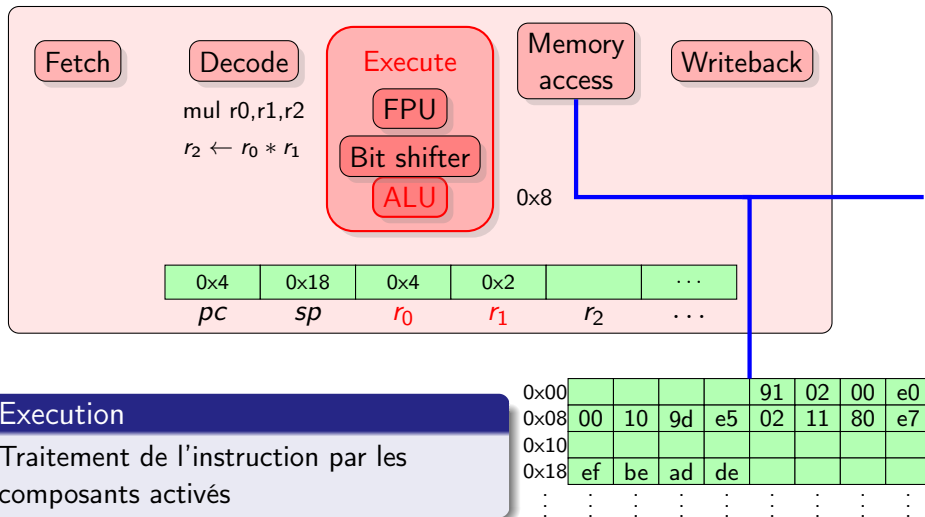 Fetch
Decode
Execute
Memory
access
Writeback
mul r0,r1,r2
r₂ ← r₀ * r₁
FPU
Bit shifter
ALU
0x8
0x4 0x18 0x4 0x2 ···
pc sp r₀ r₁ r₂ ...
Execution
Traitement de l'instruction par les
composants activés
0x00 91 02 00 e0
0x08 00 10 9d e5 02 11 80 e7
0x10
0x18 ef be ad de